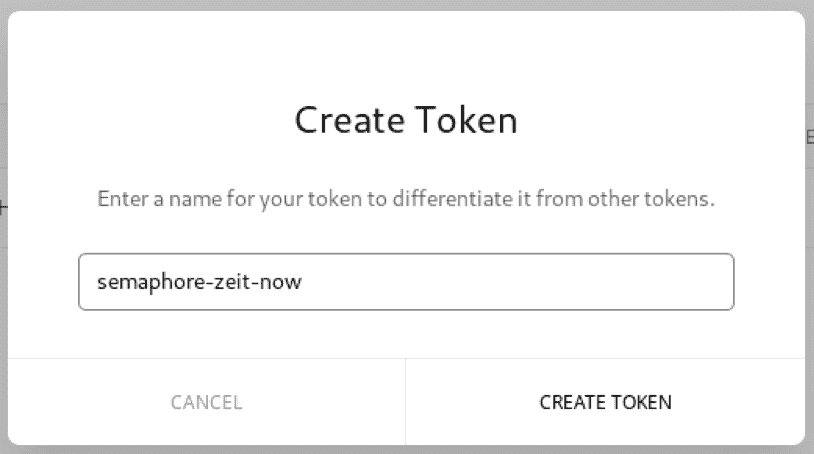 Create Token
Enter a name for your token to differentiate it from other tokens.
semaphore-zeit-now
CANCEL
CREATE TOKEN